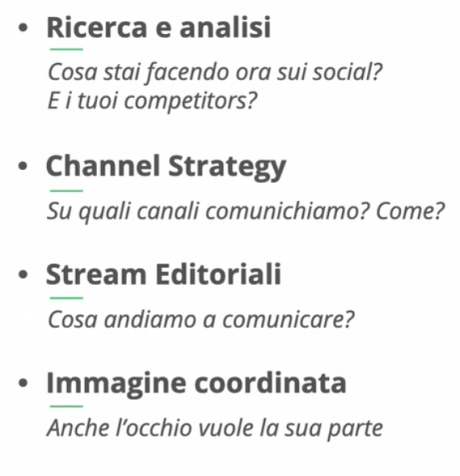 • Ricerca e analisi
Cosa stai facendo ora sui social?
E i tuoi competitors?
• Channel Strategy
Su quali canali comunichiamo? Come?
• Stream Editoriali
Cosa andiamo a comunicare?
• Immagine coordinata
Anche l'occhio vuole la sua parte